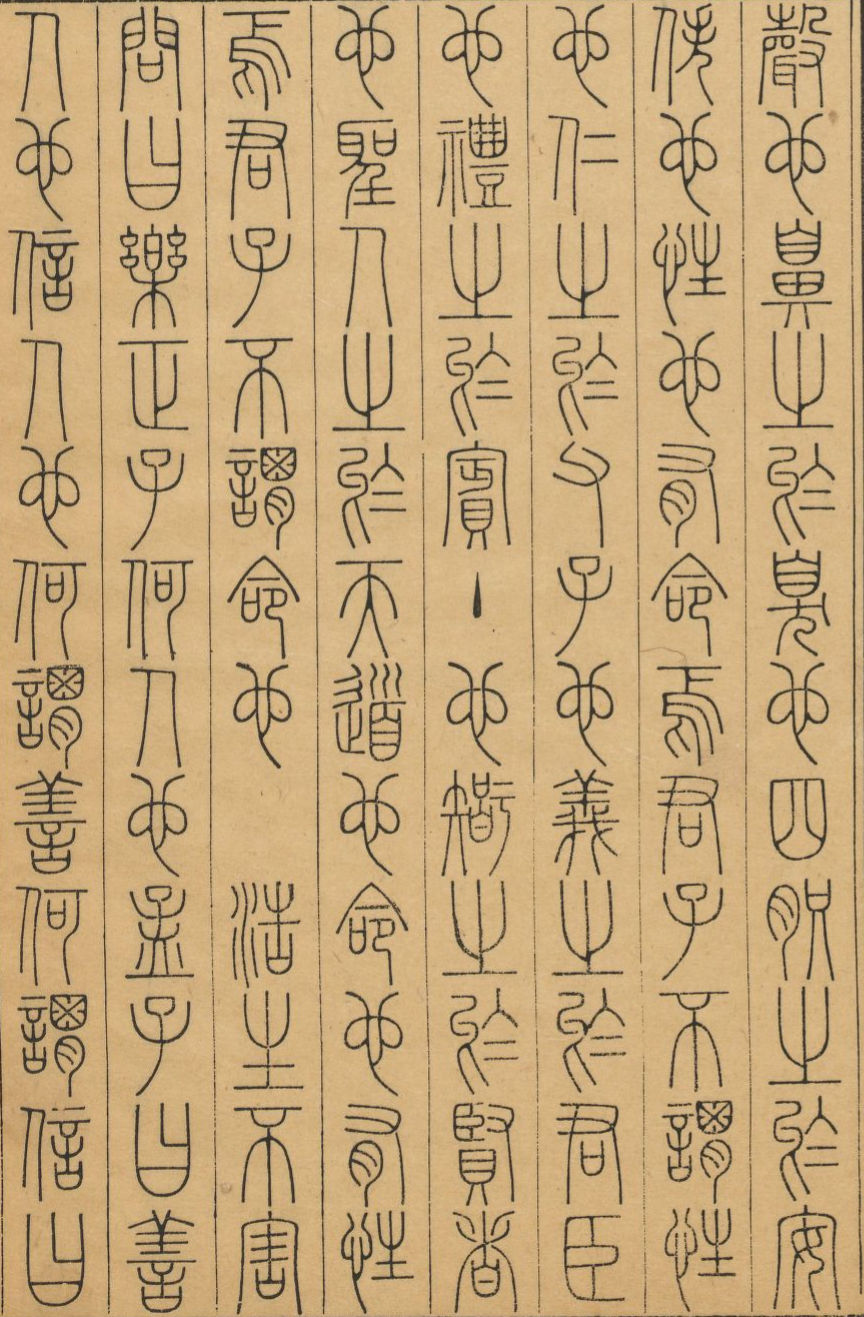 聲也鼻之於臭也四肢之於安
佚也性也有命焉君子不謂性
也仁之於父子也義之於君臣
也禮之於賓主也智之於賢者
也聖人之於天道也命也有性
焉君子不謂命也　浩生不害
問曰樂正子何人也孟子曰善
人也信人也何謂善何謂信曰